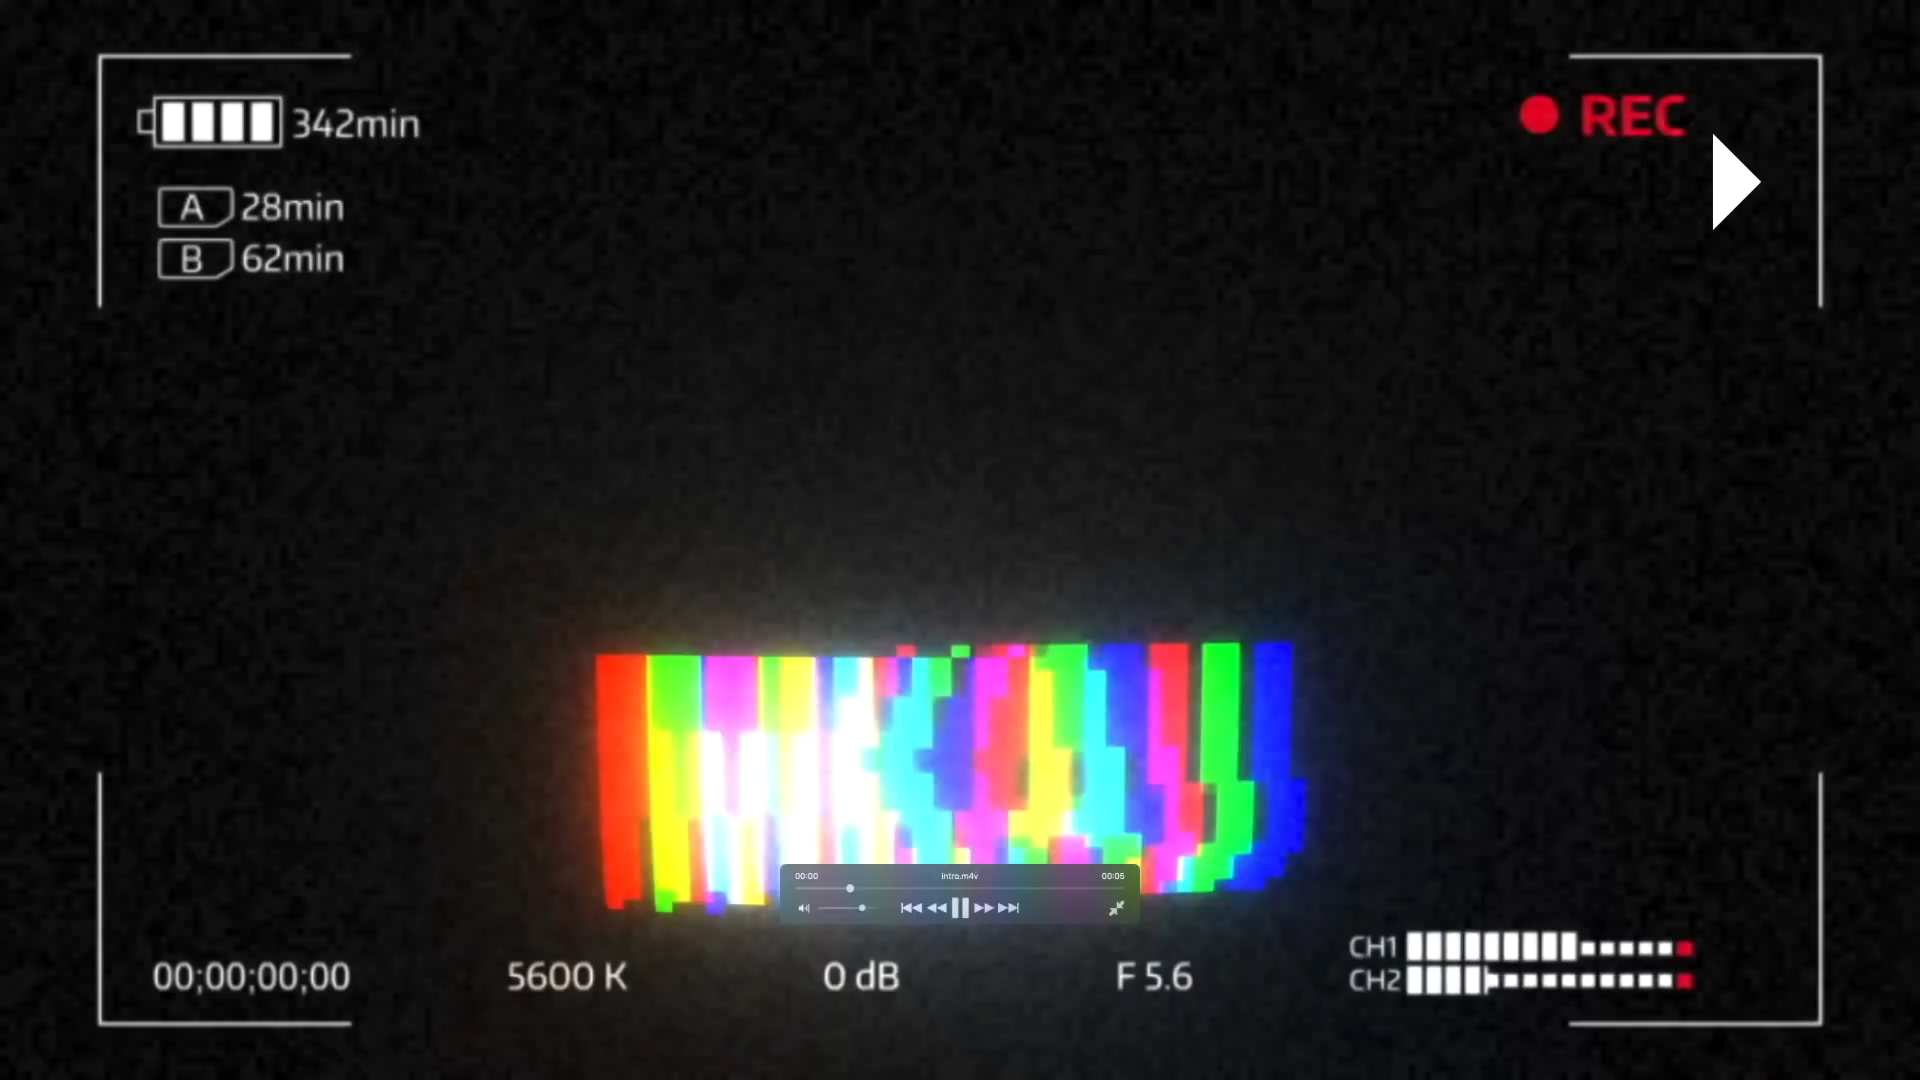 342min
REC
A 28min
B 62min
00:00 intro.m4v 00:05
CH1
CH2
00;00;00;00 5600 K 0 dB F 5.6